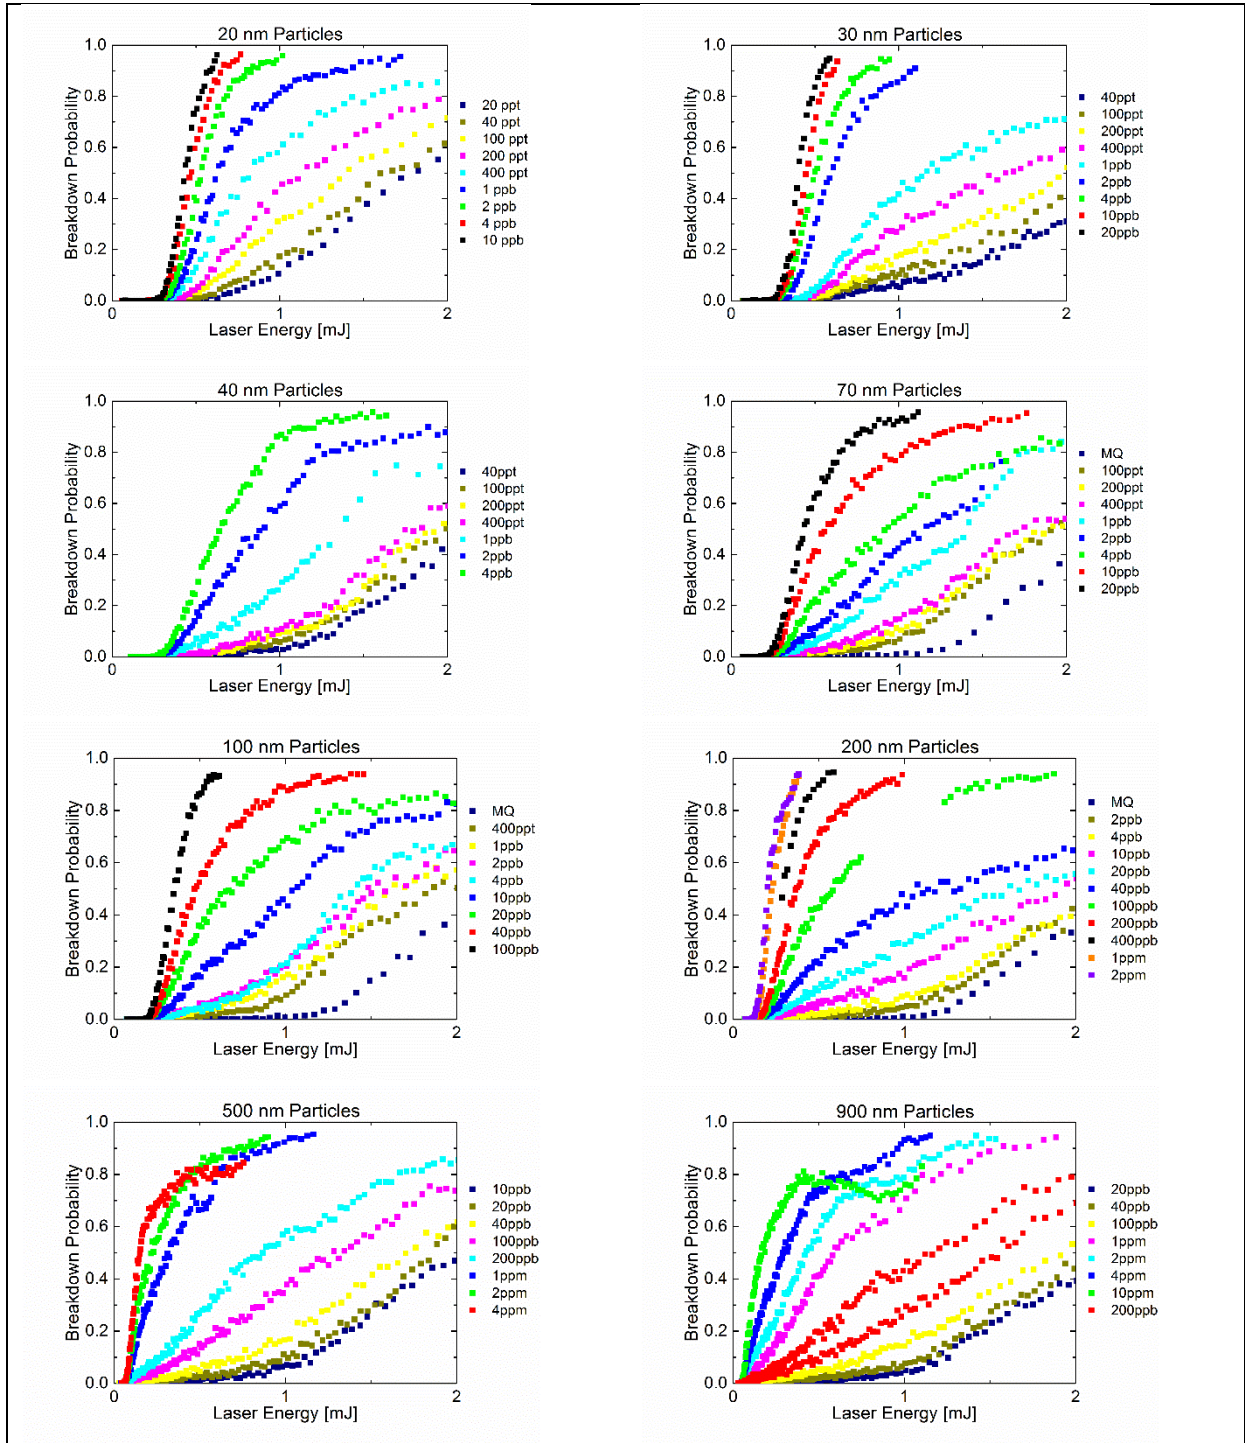 20 nm Particles
1.0
0.8
0.6
0.4
0.2
0.0
0
1
2
Breakdown Probability
Laser Energy [mJ]
20 ppt
40 ppt
100 ppt
200 ppt
400 ppt
1 ppb
2 ppb
4 ppb
10 ppb
30 nm Particles
1.0
0.8
0.6
0.4
0.2
0.0
0
1
2
Breakdown Probability
Laser Energy [mJ]
40ppt
100ppt
200ppt
400ppt
1ppb
2ppb
4ppb
10ppb
20ppb
40 nm Particles
1.0
0.8
0.6
0.4
0.2
0.0
0
1
2
Breakdown Probability
Laser Energy [mJ]
40ppt
100ppt
200ppt
400ppt
1ppb
2ppb
4ppb
70 nm Particles
1.0
0.8
0.6
0.4
0.2
0.0
0
1
2
Breakdown Probability
Laser Energy [mJ]
MQ
100ppt
200ppt
400ppt
1ppb
2ppb
4ppb
10ppb
20ppb
100 nm Particles
1.0
0.8
0.6
0.4
0.2
0.0
0
1
2
Breakdown Probability
Laser Energy [mJ]
MQ
400ppt
1ppb
2ppb
4ppb
10ppb
20ppb
40ppb
100ppb
200 nm Particles
1.0
0.8
0.6
0.4
0.2
0.0
0
1
2
Breakdown Probability
Laser Energy [mJ]
MQ
2ppb
4ppb
10ppb
20ppb
40ppb
100ppb
200ppb
400ppb
1ppm
2ppm
500 nm Particles
1.0
0.8
0.6
0.4
0.2
0.0
0
1
2
Breakdown Probability
Laser Energy [mJ]
10ppb
20ppb
40ppb
100ppb
200ppb
1ppm
2ppm
4ppm
900 nm Particles
1.0
0.8
0.6
0.4
0.2
0.0
0
1
2
Breakdown Probability
Laser Energy [mJ]
20ppb
40ppb
100ppb
1ppm
2ppm
4ppm
10ppm
200ppb